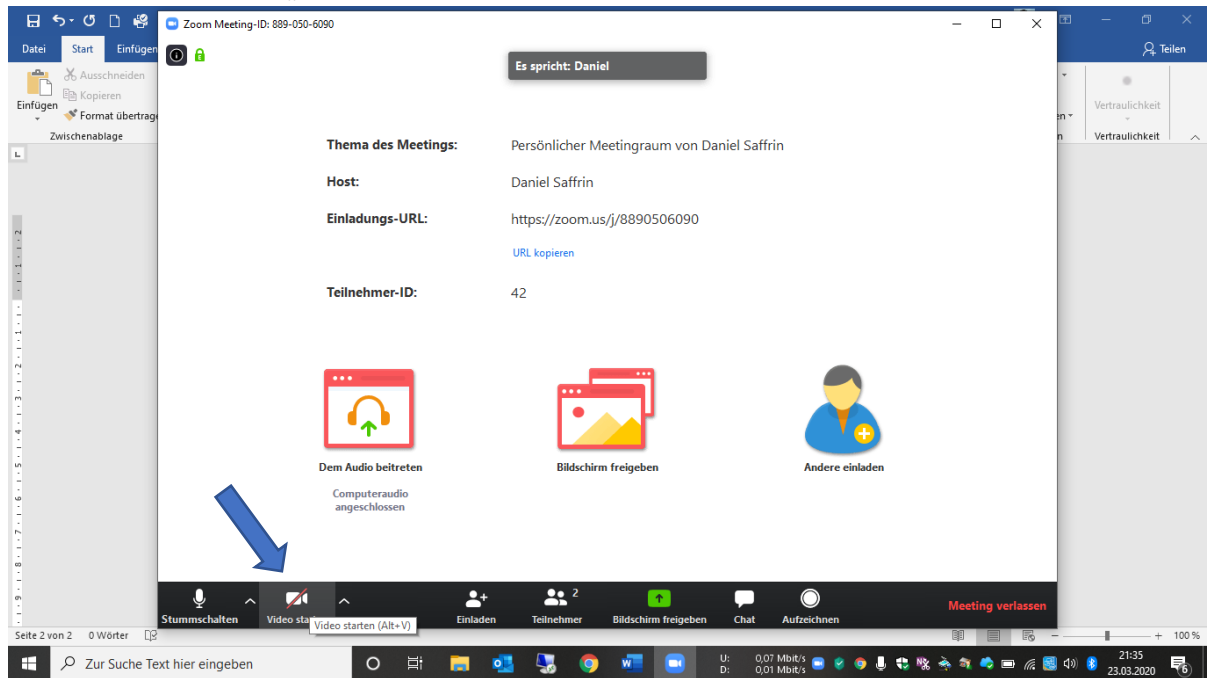 Zoom Meeting-ID: 889-050-6090
Datei Start Einfügen
Teilen
Ausschneiden
Kopieren
Einfügen
Format übertrage
Zwischenablage
Vertraulichkeit
Vertraulichkeit
Es spricht: Daniel
Thema des Meetings: Persönlicher Meetingraum von Daniel Saffrin
Host: Daniel Saffrin
Einladungs-URL: https://zoom.us/j/8890506090
URL kopieren
Teilnehmer-ID: 42
Dem Audio beitreten Bildschirm freigeben Andere einladen
Computeraudio
angeschlossen
2
Stummschalten Video sta Einladen Teilnehmer Bildschirm freigeben Chat Aufzeichnen Meeting verlassen
Video starten (Alt+V)
Seite 2 von 2 0 Wörter 100 %
Zur Suche Text hier eingeben
U: 0,07 Mbit/s
D: 0,01 Mbit/s
21:35
23.03.2020
6